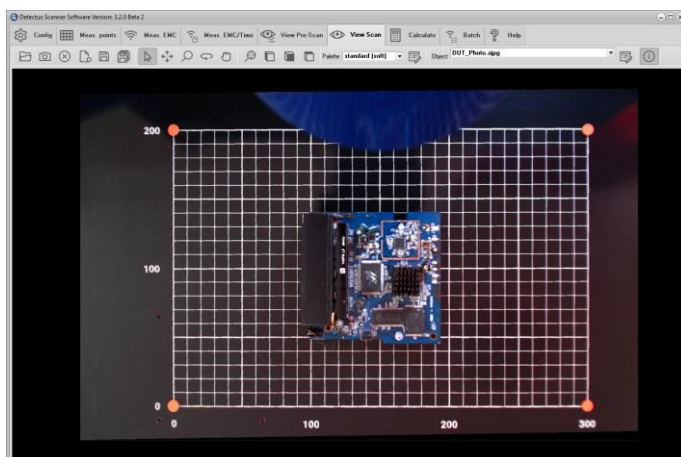 Detectus Scanner Software Version: 3.2.0 Beta 2
Config Meas. points Meas. EMC Meas. EMC/Time View Pre-Scan View Scan Calculate Batch Help
Palette: standard (soft) Object: DUT_Photo.ajpg
200
100
0
0 100 200 300